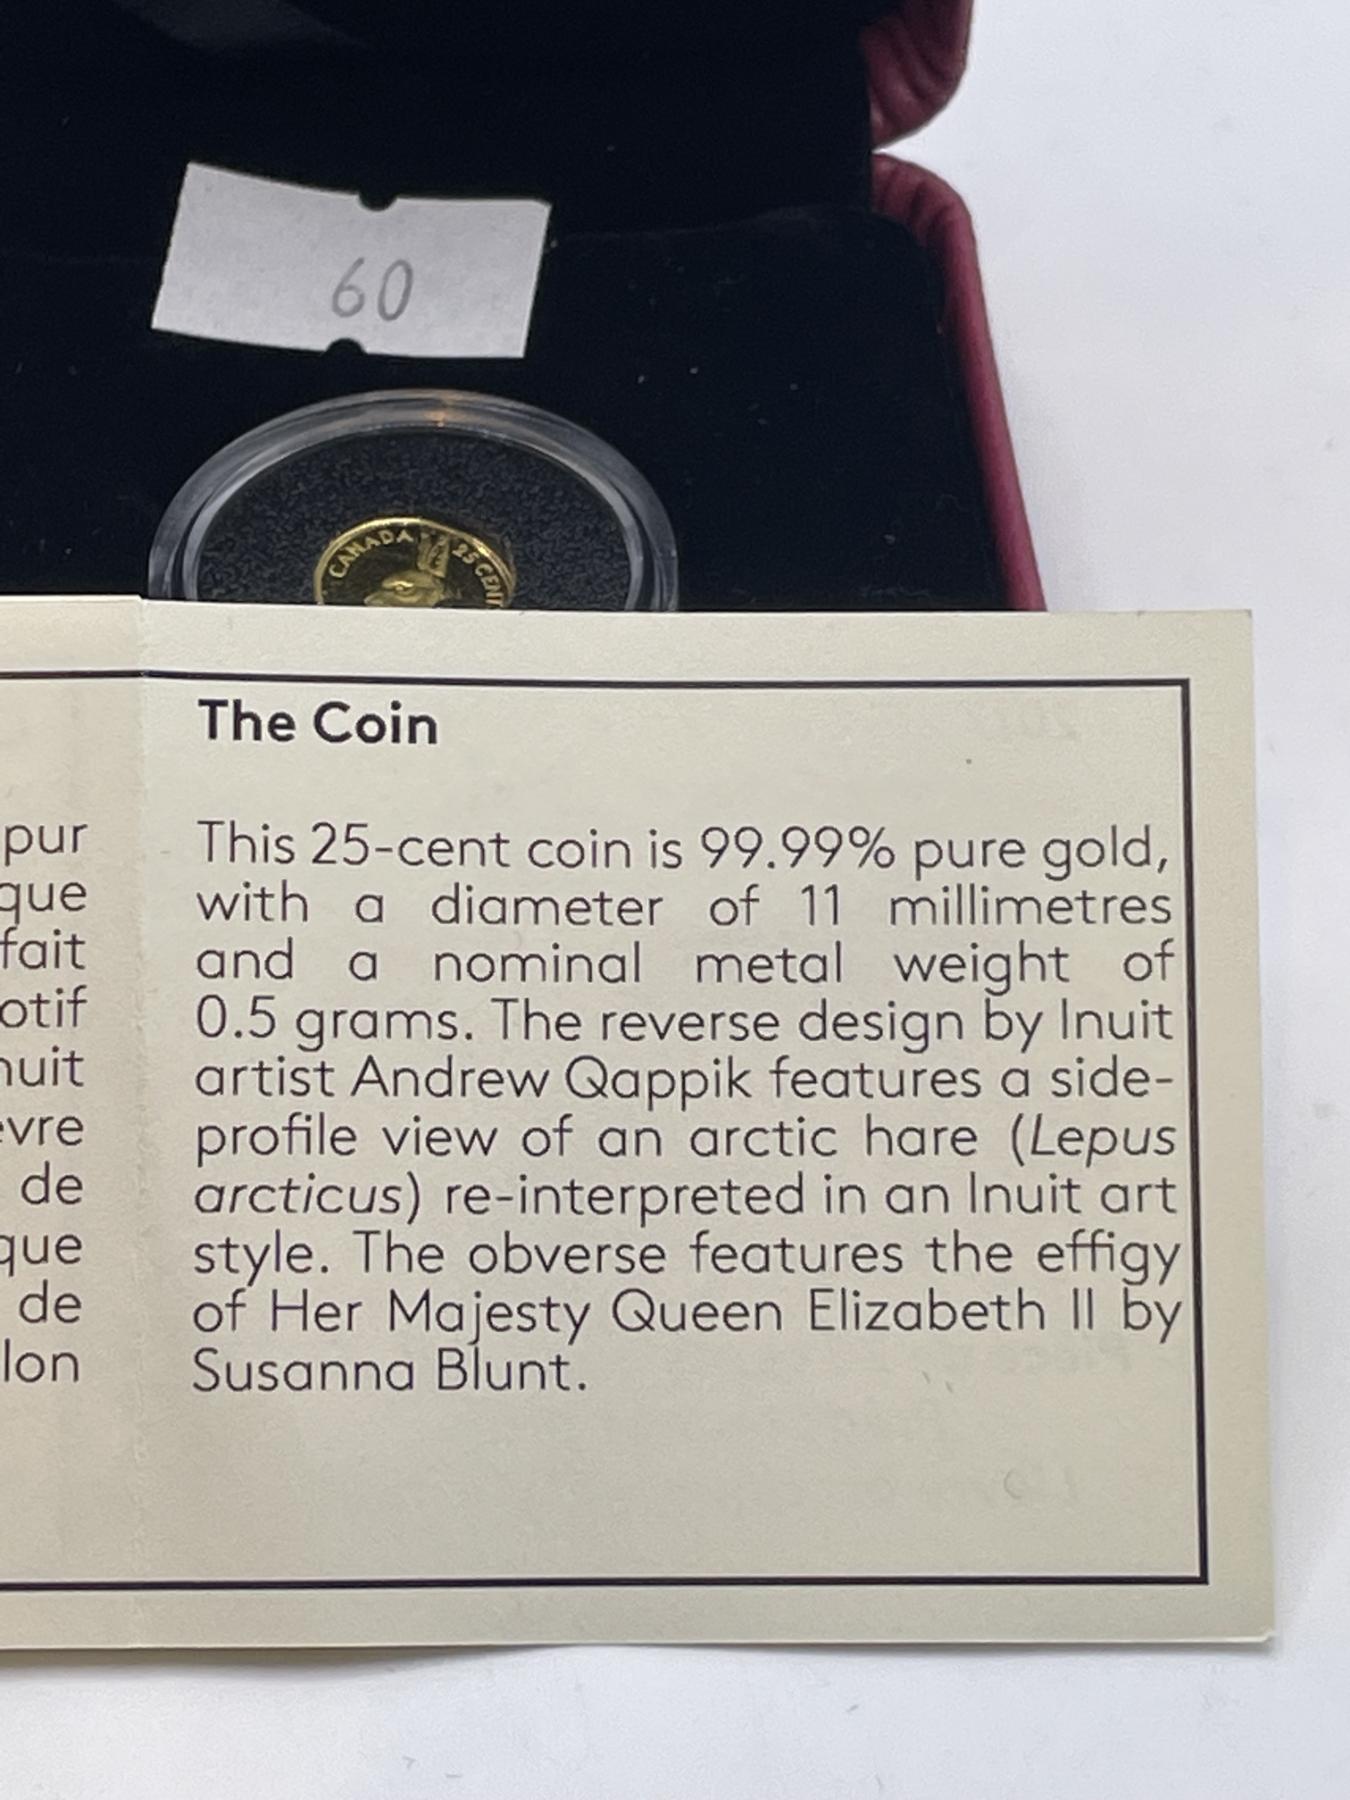 60
CANADA 25 CEN
The Coin
This 25-cent coin is 99.99% pure gold,
with a diameter of 11 millimetres
and a nominal metal weight of
0.5 grams. The reverse design by Inuit
artist Andrew Qappik features a side-
profile view of an arctic hare (Lepus
arcticus) re-interpreted in an Inuit art
style. The obverse features the effigy
of Her Majesty Queen Elizabeth II by
Susanna Blunt.
pur
que
fait
otif
nuit
evre
de
que
de
lon